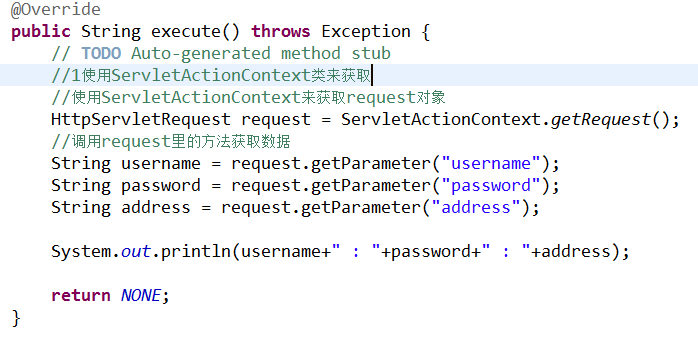 @Override
public String execute() throws Exception {
// TODO Auto-generated method stub
//1使用ServletActionContext类来获取
//使用ServletActionContext来获取request对象
HttpServletRequest request = ServletActionContext.getRequest();
//调用request里的方法获取数据
String username = request.getParameter("username");
String password = request.getParameter("password");
String address = request.getParameter("address");
System.out.println(username+" : "+password+" : "+address);
return NONE;
}